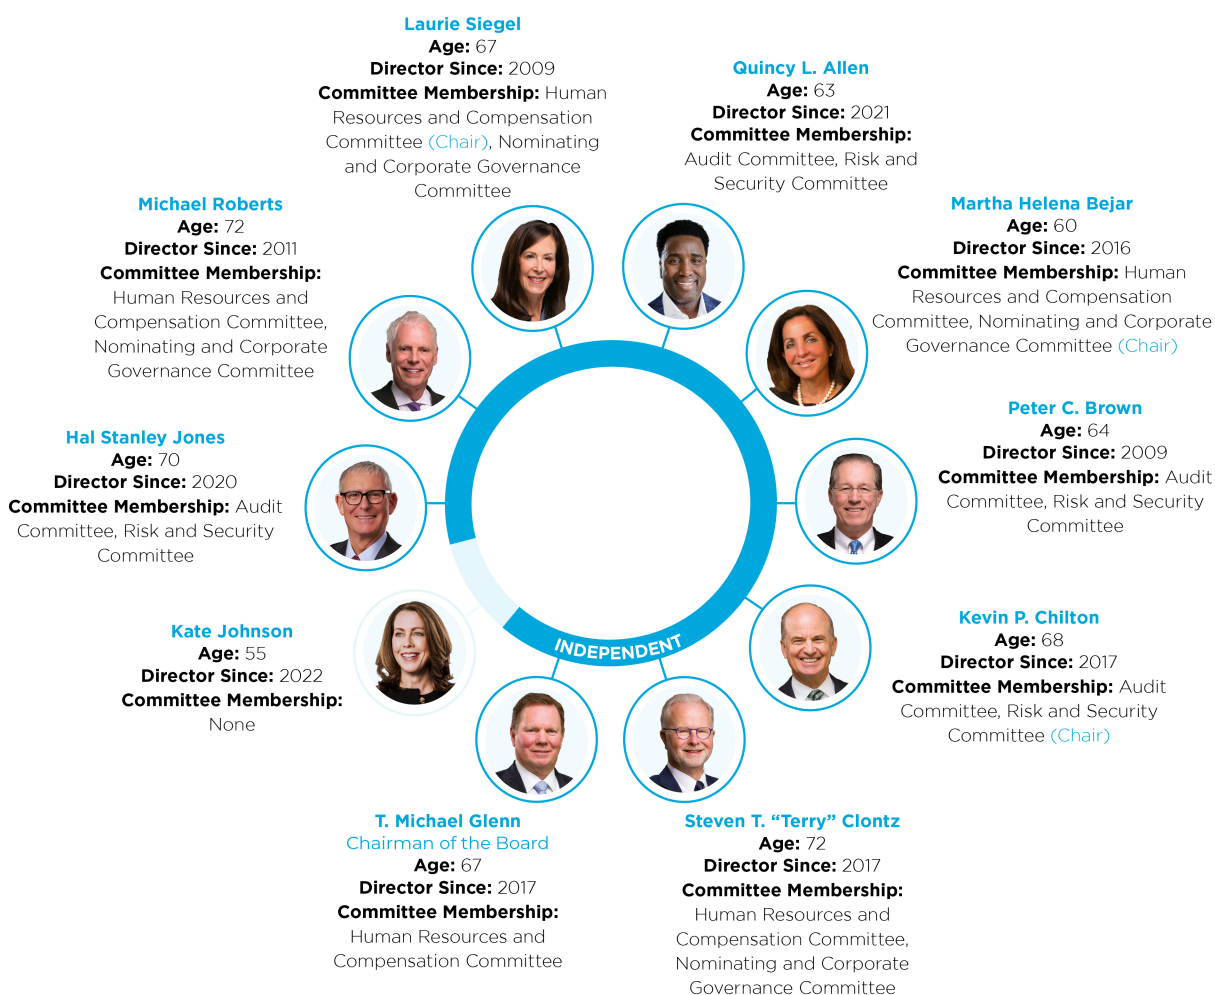 Laurie Siegel
Age: 67
Director Since: 2009
Committee Membership: Human
Resources and Compensation
Committee (Chair), Nominating
and Corporate Governance
Committee
Quincy L. Allen
Age: 63
Director Since: 2021
Committee Membership:
Audit Committee, Risk and
Security Committee
Michael Roberts
Age: 72
Director Since: 2011
Committee Membership:
Human Resources and
Compensation Committee,
Nominating and Corporate
Governance Committee
Martha Helena Bejar
Age: 60
Director Since: 2016
Committee Membership: Human
Resources and Compensation
Committee, Nominating and Corporate
Governance Committee (Chair)
Hal Stanley Jones
Age: 70
Director Since: 2020
Committee Membership: Audit
Committee, Risk and Security
Committee
Peter C. Brown
Age: 64
Director Since: 2009
Committee Membership: Audit
Committee, Risk and Security
Committee
Kate Johnson
Age: 55
Director Since: 2022
Committee Membership:
None
INDEPENDENT
Kevin P. Chilton
Age: 68
Director Since: 2017
Committee Membership: Audit
Committee, Risk and Security
Committee (Chair)
T. Michael Glenn
Chairman of the Board
Age: 67
Director Since: 2017
Committee Membership:
Human Resources and
Compensation Committee
Steven T. “Terry” Clontz
Age: 72
Director Since: 2017
Committee Membership:
Human Resources and
Compensation Committee,
Nominating and Corporate
Governance Committee